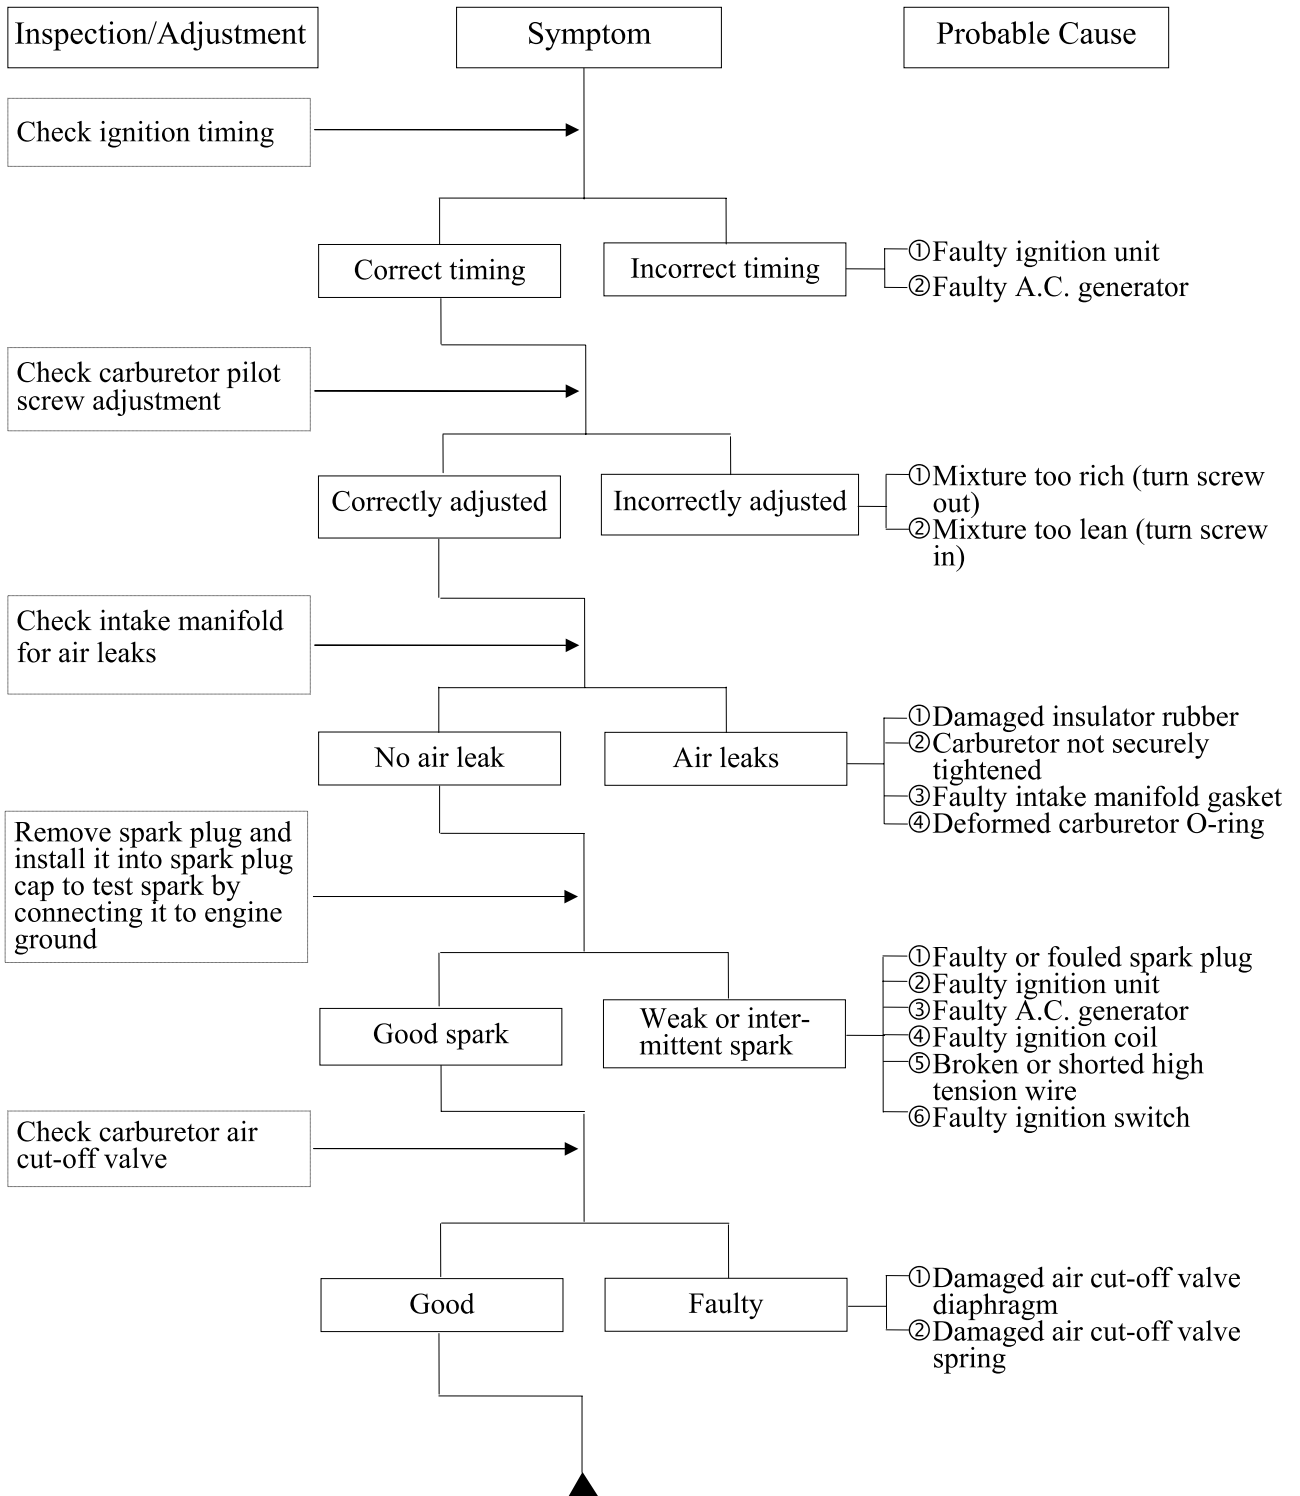 Inspection/Adjustment
Symptom
Probable Cause
Check ignition timing
Correct timing
Incorrect timing
①Faulty ignition unit
②Faulty A.C. generator
Check carburetor pilot
screw adjustment
Correctly adjusted
Incorrectly adjusted
①Mixture too rich (turn screw
out)
②Mixture too lean (turn screw
in)
Check intake manifold
for air leaks
No air leak
Air leaks
①Damaged insulator rubber
②Carburetor not securely
tightened
③Faulty intake manifold gasket
④Deformed carburetor O-ring
Remove spark plug and
install it into spark plug
cap to test spark by
connecting it to engine
ground
Good spark
Weak or inter-
mittent spark
①Faulty or fouled spark plug
②Faulty ignition unit
③Faulty A.C. generator
④Faulty ignition coil
⑤Broken or shorted high
tension wire
⑥Faulty ignition switch
Check carburetor air
cut-off valve
Good
Faulty
①Damaged air cut-off valve
diaphragm
②Damaged air cut-off valve
spring